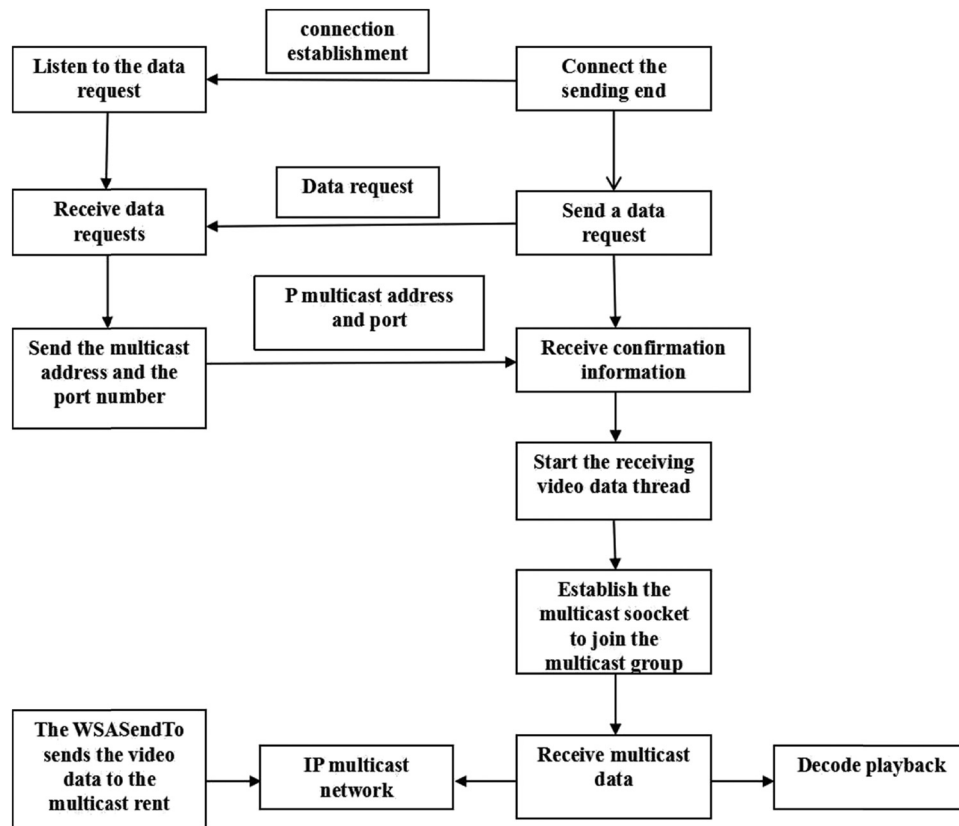 connection
establishment
Listen to the data
request
Connect the
sending end
Data request
Receive data
requests
Send a data
request
P multicast address
and port
Send the multicast
address and the
port number
Receive confirmation
information
Start the receiving
video data thread
Establish the
multicast soocket
to join the
multicast group
The WSASendTo
sends the video
data to the
multicast rent
IP multicast
network
Receive multicast
data
Decode playback